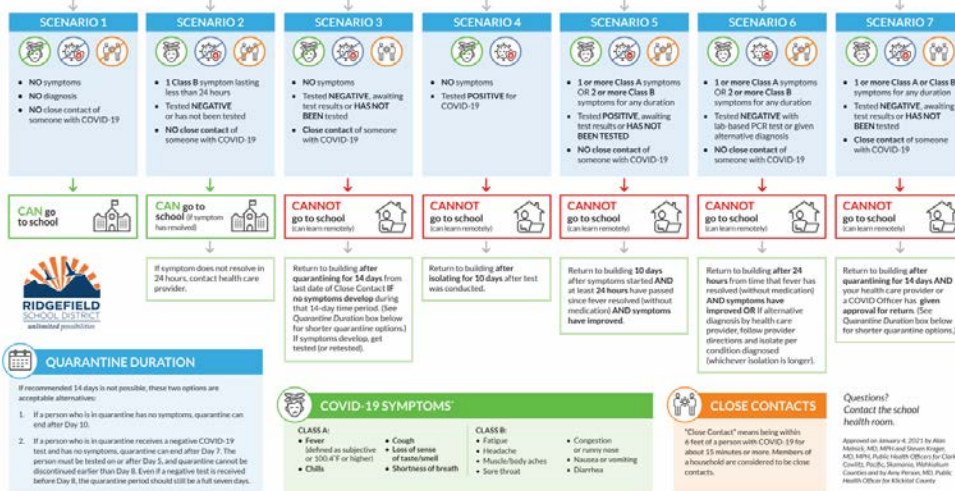 SCENARIO 1
NO symptoms
NO diagnosis
NO close contact of
someone with COVID-19
CAN go
to school
SCENARIO 2
1 Class B symptom lasting
less than 24 hours
Tested NEGATIVE
or has not been tested
NO close contact of
someone with COVID-19
CAN go to
school (if symptom
has resolved)
If symptom does not resolve in
24 hours, contact health care
provider.
SCENARIO 3
NO symptoms
Tested NEGATIVE, awaiting
test results or HAS NOT
BEEN tested
Close contact of someone
with COVID-19
CANNOT
go to school
(can learn remotely)
Return to building after
quarantining for 14 days from
last date of Close Contact IF
no symptoms develop during
that 14-day time period. (See
Quarantine Duration box below
for shorter quarantine options.)
If symptoms develop, get
tested (or retested).
SCENARIO 4
NO symptoms
Tested POSITIVE for
COVID-19
CANNOT
go to school
(can learn remotely)
Return to building after
isolating for 10 days after test
was conducted.
SCENARIO 5
1 or more Class A symptoms
OR 2 or more Class B
symptoms for any duration
Tested POSITIVE, awaiting
test results or HAS NOT
BEEN TESTED
NO close contact of
someone with COVID-19
CANNOT
go to school
(can learn remotely)
Return to building 10 days
after symptoms started AND
at least 24 hours have passed
since fever resolved (without
medication) AND symptoms
have improved.
SCENARIO 6
1 or more Class A symptoms
OR 2 or more Class B
symptoms for any duration
Tested NEGATIVE with
lab-based PCR test or given
alternative diagnosis
NO close contact of
someone with COVID-19
CANNOT
go to school
(can learn remotely)
Return to building after 24
hours from time that fever has
resolved (without medication)
AND symptoms have
improved OR If alternative
diagnosis by health care
provider, follow provider
directions and isolate per
condition diagnosed
(whichever isolation is longer).
SCENARIO 7
1 or more Class A or Class B
symptoms for any duration
Tested NEGATIVE, awaiting
test results or HAS NOT
BEEN tested
Close contact of someone
with COVID-19
CANNOT
go to school
(can learn remotely)
Return to building after
quarantining for 14 days AND
your health care provider or
a COVID Officer has given
approval for return. (See
Quarantine Duration box below
for shorter quarantine options.)
RIDGEFIELD
SCHOOL DISTRICT
unlimited possibilities
QUARANTINE DURATION
If recommended 14 days is not possible, these two options are
acceptable alternatives:
1. If a person who is in quarantine has no symptoms, quarantine can
end after Day 10.
2. If a person who is in quarantine receives a negative COVID-19
test and has no symptoms, quarantine can end after Day 7. The
person must be tested on or after Day 5, and quarantine cannot be
discontinued earlier than Day 8. Even if a negative test is received
before Day 8, the quarantine period should still be a full seven days.
COVID-19 SYMPTOMS*
CLASS A:
Fever
(defined as subjective
or 100.4°F or higher)
Chills
Cough
Loss of sense
of taste/smell
Shortness of breath
CLASS B:
Fatigue
Headache
Muscle/body aches
Sore throat
Congestion
or runny nose
Nausea or vomiting
Diarrhea
CLOSE CONTACTS
"Close Contact" means being within
6 feet of a person with COVID-19 for
about 15 minutes or more. Members of
a household are considered to be close
contacts.
Questions?
Contact the school
health room.
Approved on January 4, 2021 by Alan
Melnick, MD, MPH and Steven Krager,
MD, MPH, Public Health Officers for Clark,
Cowlitz, Pacific, Skamania, Wahkiakum
Counties and by Amy Person, MD, Public
Health Officer for Klickitat County